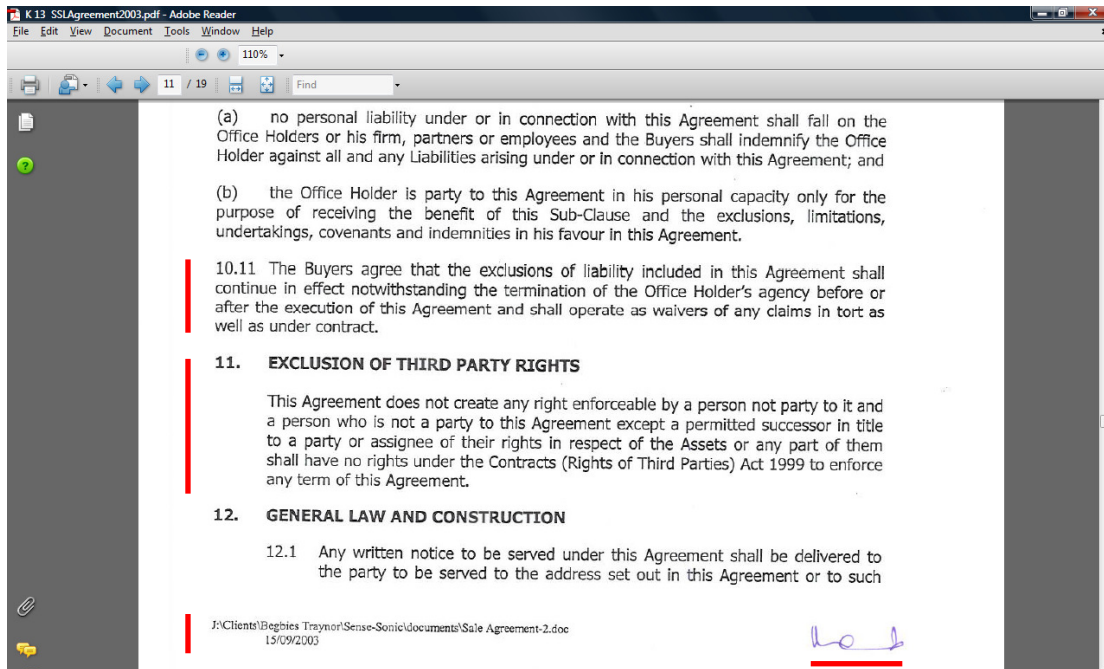 K 13 SSLAgreement2003.pdf - Adobe Reader
File Edit View Document Tools Window Help
110%
11 / 19 Find
(a) no personal liability under or in connection with this Agreement shall fall on the
Office Holders or his firm, partners or employees and the Buyers shall indemnify the Office
Holder against all and any Liabilities arising under or in connection with this Agreement; and
(b) the Office Holder is party to this Agreement in his personal capacity only for the
purpose of receiving the benefit of this Sub-Clause and the exclusions, limitations,
undertakings, covenants and indemnities in his favour in this Agreement.
10.11 The Buyers agree that the exclusions of liability included in this Agreement shall
continue in effect notwithstanding the termination of the Office Holder's agency before or
after the execution of this Agreement and shall operate as waivers of any claims in tort as
well as under contract.
11. EXCLUSION OF THIRD PARTY RIGHTS
This Agreement does not create any right enforceable by a person not party to it and
a person who is not a party to this Agreement except a permitted successor in title
to a party or assignee of their rights in respect of the Assets or any part of them
shall have no rights under the Contracts (Rights of Third Parties) Act 1999 to enforce
any term of this Agreement.
12. GENERAL LAW AND CONSTRUCTION
12.1 Any written notice to be served under this Agreement shall be delivered to
the party to be served to the address set out in this Agreement or to such
J:\Clients\Begbies Traynor\Sense-Sonic\documents\Sale Agreement-2.doc
15/09/2003